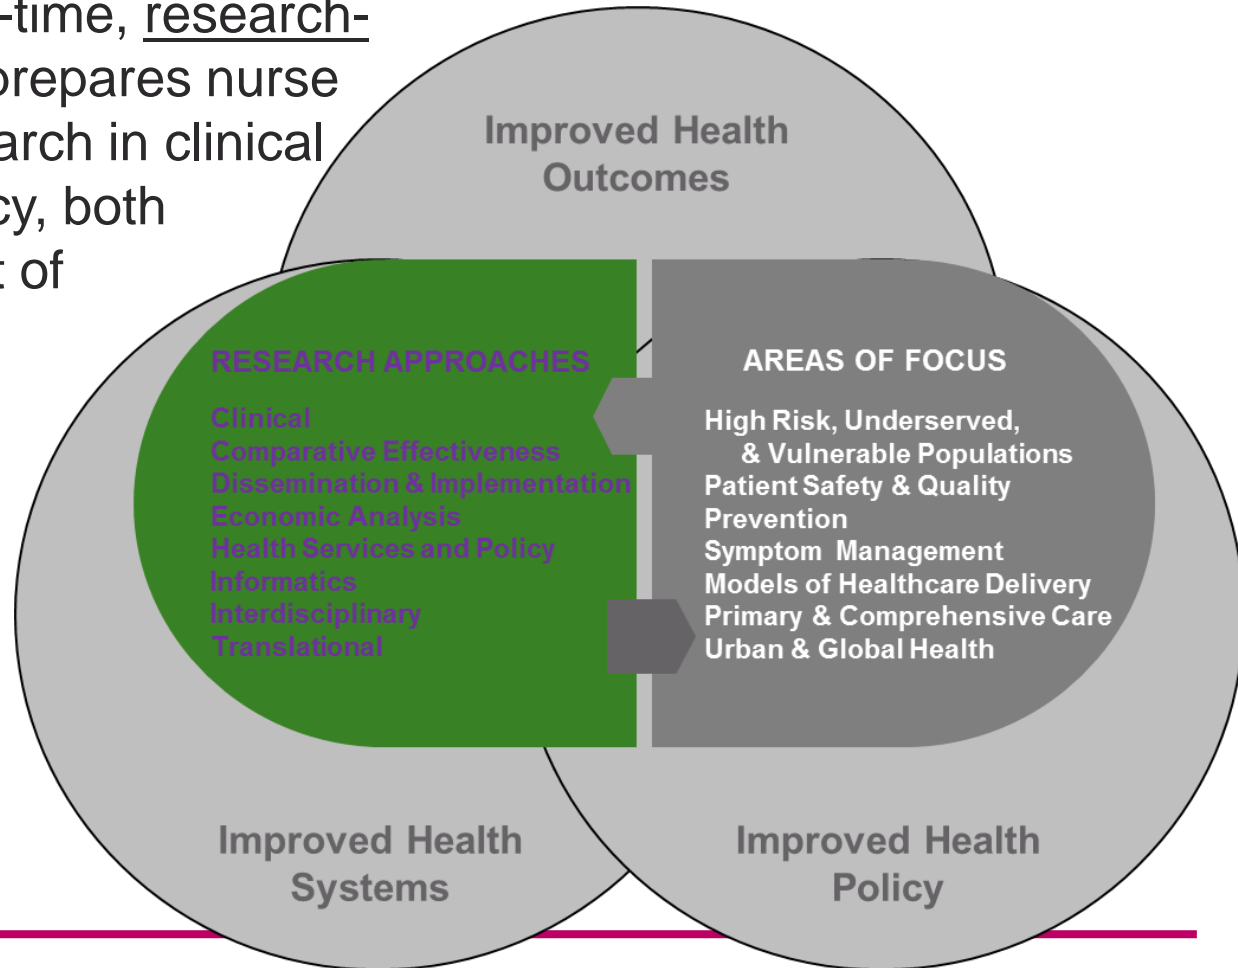 -time, research-
prepares nurse
arch in clinical
cy, both
t of
Improved Health
Outcomes
RESEARCH APPROACHES
Clinical
Comparative Effectiveness
Dissemination & Implementation
Economic Analysis
Health Services and Policy
Informatics
Interdisciplinary
Translational
AREAS OF FOCUS
High Risk, Underserved,
& Vulnerable Populations
Patient Safety & Quality
Prevention
Symptom Management
Models of Healthcare Delivery
Primary & Comprehensive Care
Urban & Global Health
Improved Health
Systems
Improved Health
Policy